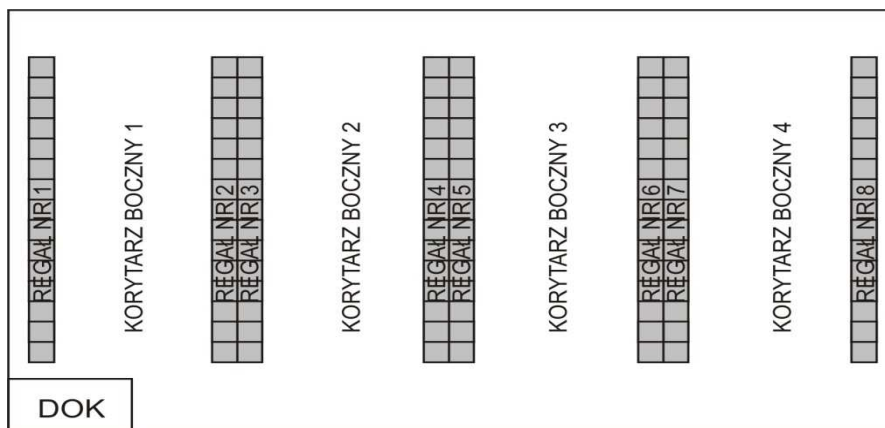 REGAŁ NR 1
KORYTARZ BOCZNY 1
REGAŁ NR 2
REGAŁ NR 3
KORYTARZ BOCZNY 2
REGAŁ NR 4
REGAŁ NR 5
KORYTARZ BOCZNY 3
REGAŁ NR 6
REGAŁ NR 7
KORYTARZ BOCZNY 4
REGAŁ NR 8
DOK